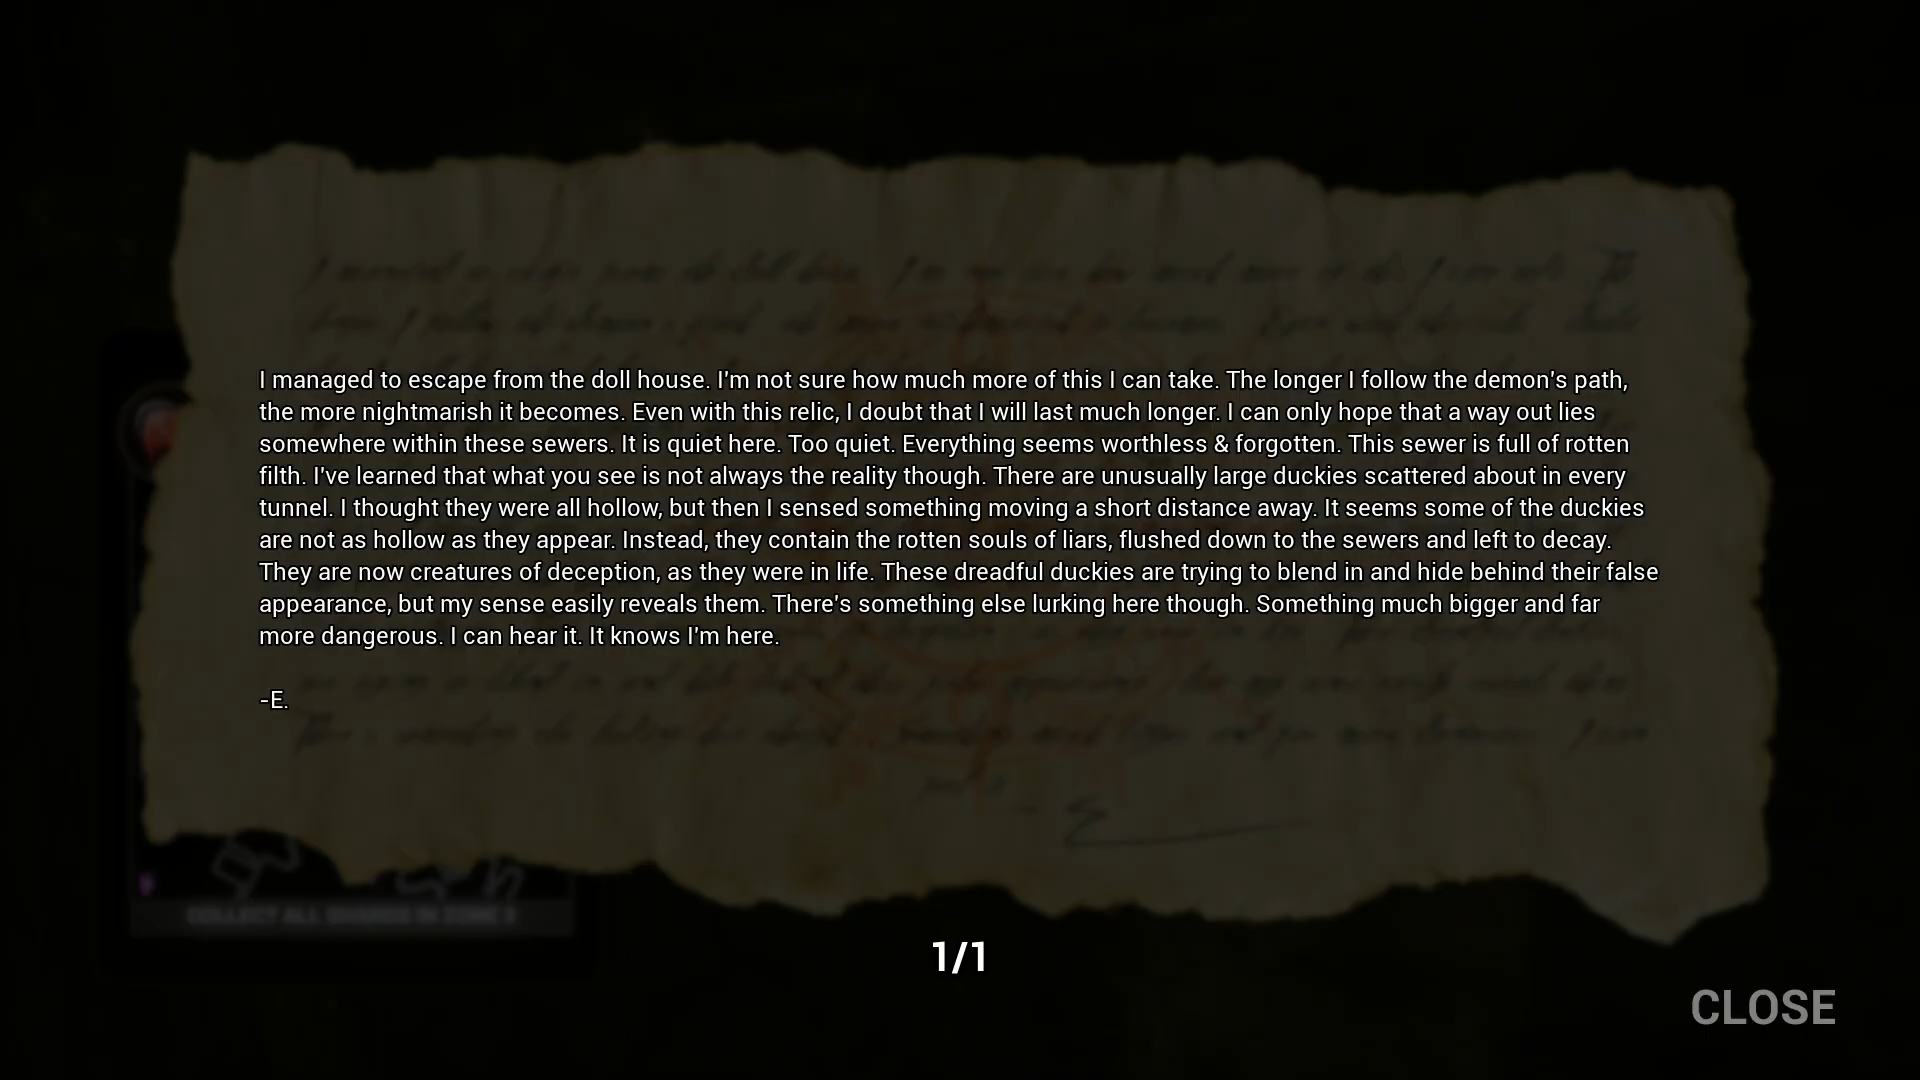 I managed to escape from the doll house. I'm not sure how much more of this I can take. The longer I follow the demon's path,
the more nightmarish it becomes. Even with this relic, I doubt that I will last much longer. I can only hope that a way out lies
somewhere within these sewers. It is quiet here. Too quiet. Everything seems worthless & forgotten. This sewer is full of rotten
filth. I've learned that what you see is not always the reality though. There are unusually large duckies scattered about in every
tunnel. I thought they were all hollow, but then I sensed something moving a short distance away. It seems some of the duckies
are not as hollow as they appear. Instead, they contain the rotten souls of liars, flushed down to the sewers and left to decay.
They are now creatures of deception, as they were in life. These dreadful duckies are trying to blend in and hide behind their false
appearance, but my sense easily reveals them. There's something else lurking here though. Something much bigger and far
more dangerous. I can hear it. It knows I'm here.
-E.
COLLECT ALL SHARDS IN ZONE
1/1
CLOSE